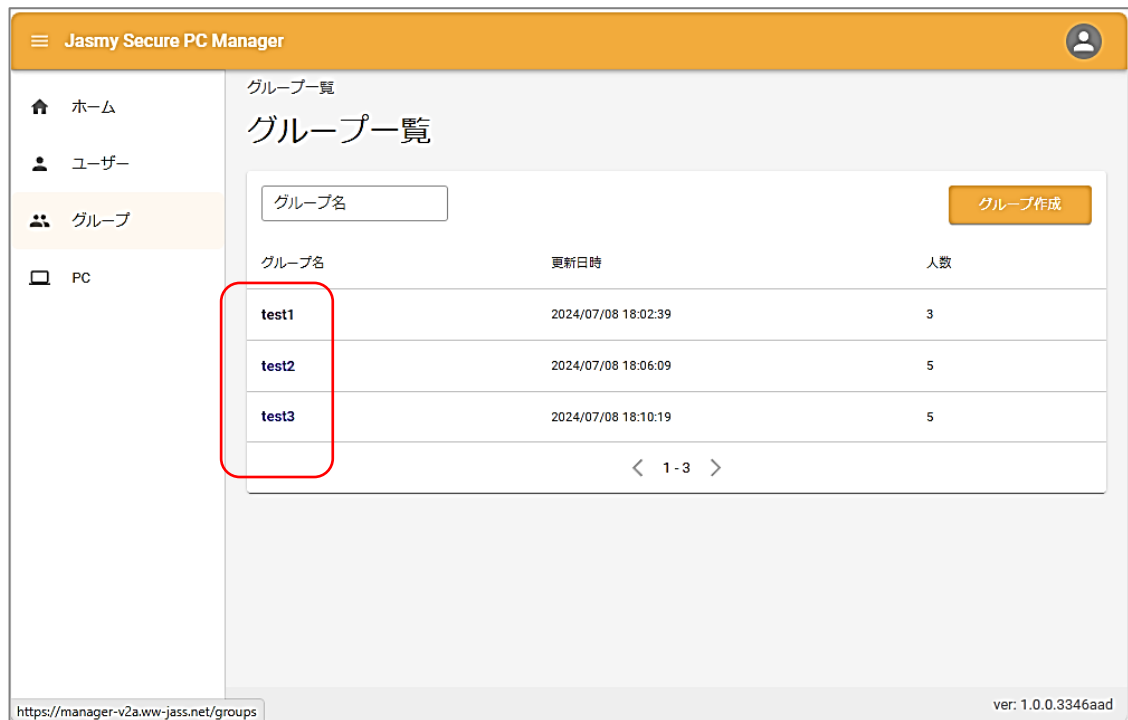 Jasmy Secure PC Manager
ホーム
ユーザー
グループ
PC
グループ一覧
グループ一覧
グループ名
グループ作成
グループ名 更新日時 人数
test1 2024/07/08 18:02:39 3
test2 2024/07/08 18:06:09 5
test3 2024/07/08 18:10:19 5
1 - 3
https://manager-v2a.ww-jass.net/groups
ver: 1.0.0.3346aad